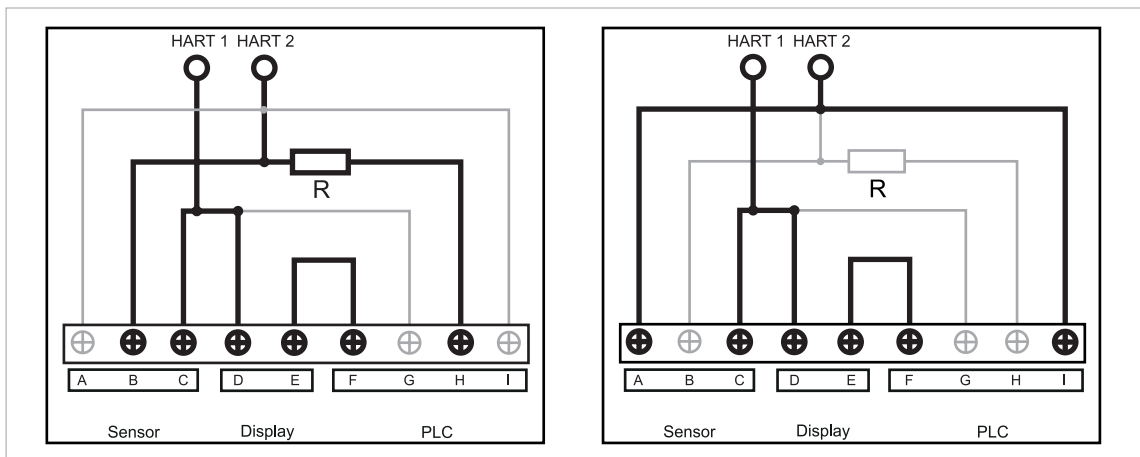 HART 1 HART 2
R
A B C D E F G H I
Sensor Display PLC
HART 1 HART 2
R
A B C D E F G H I
Sensor Display PLC